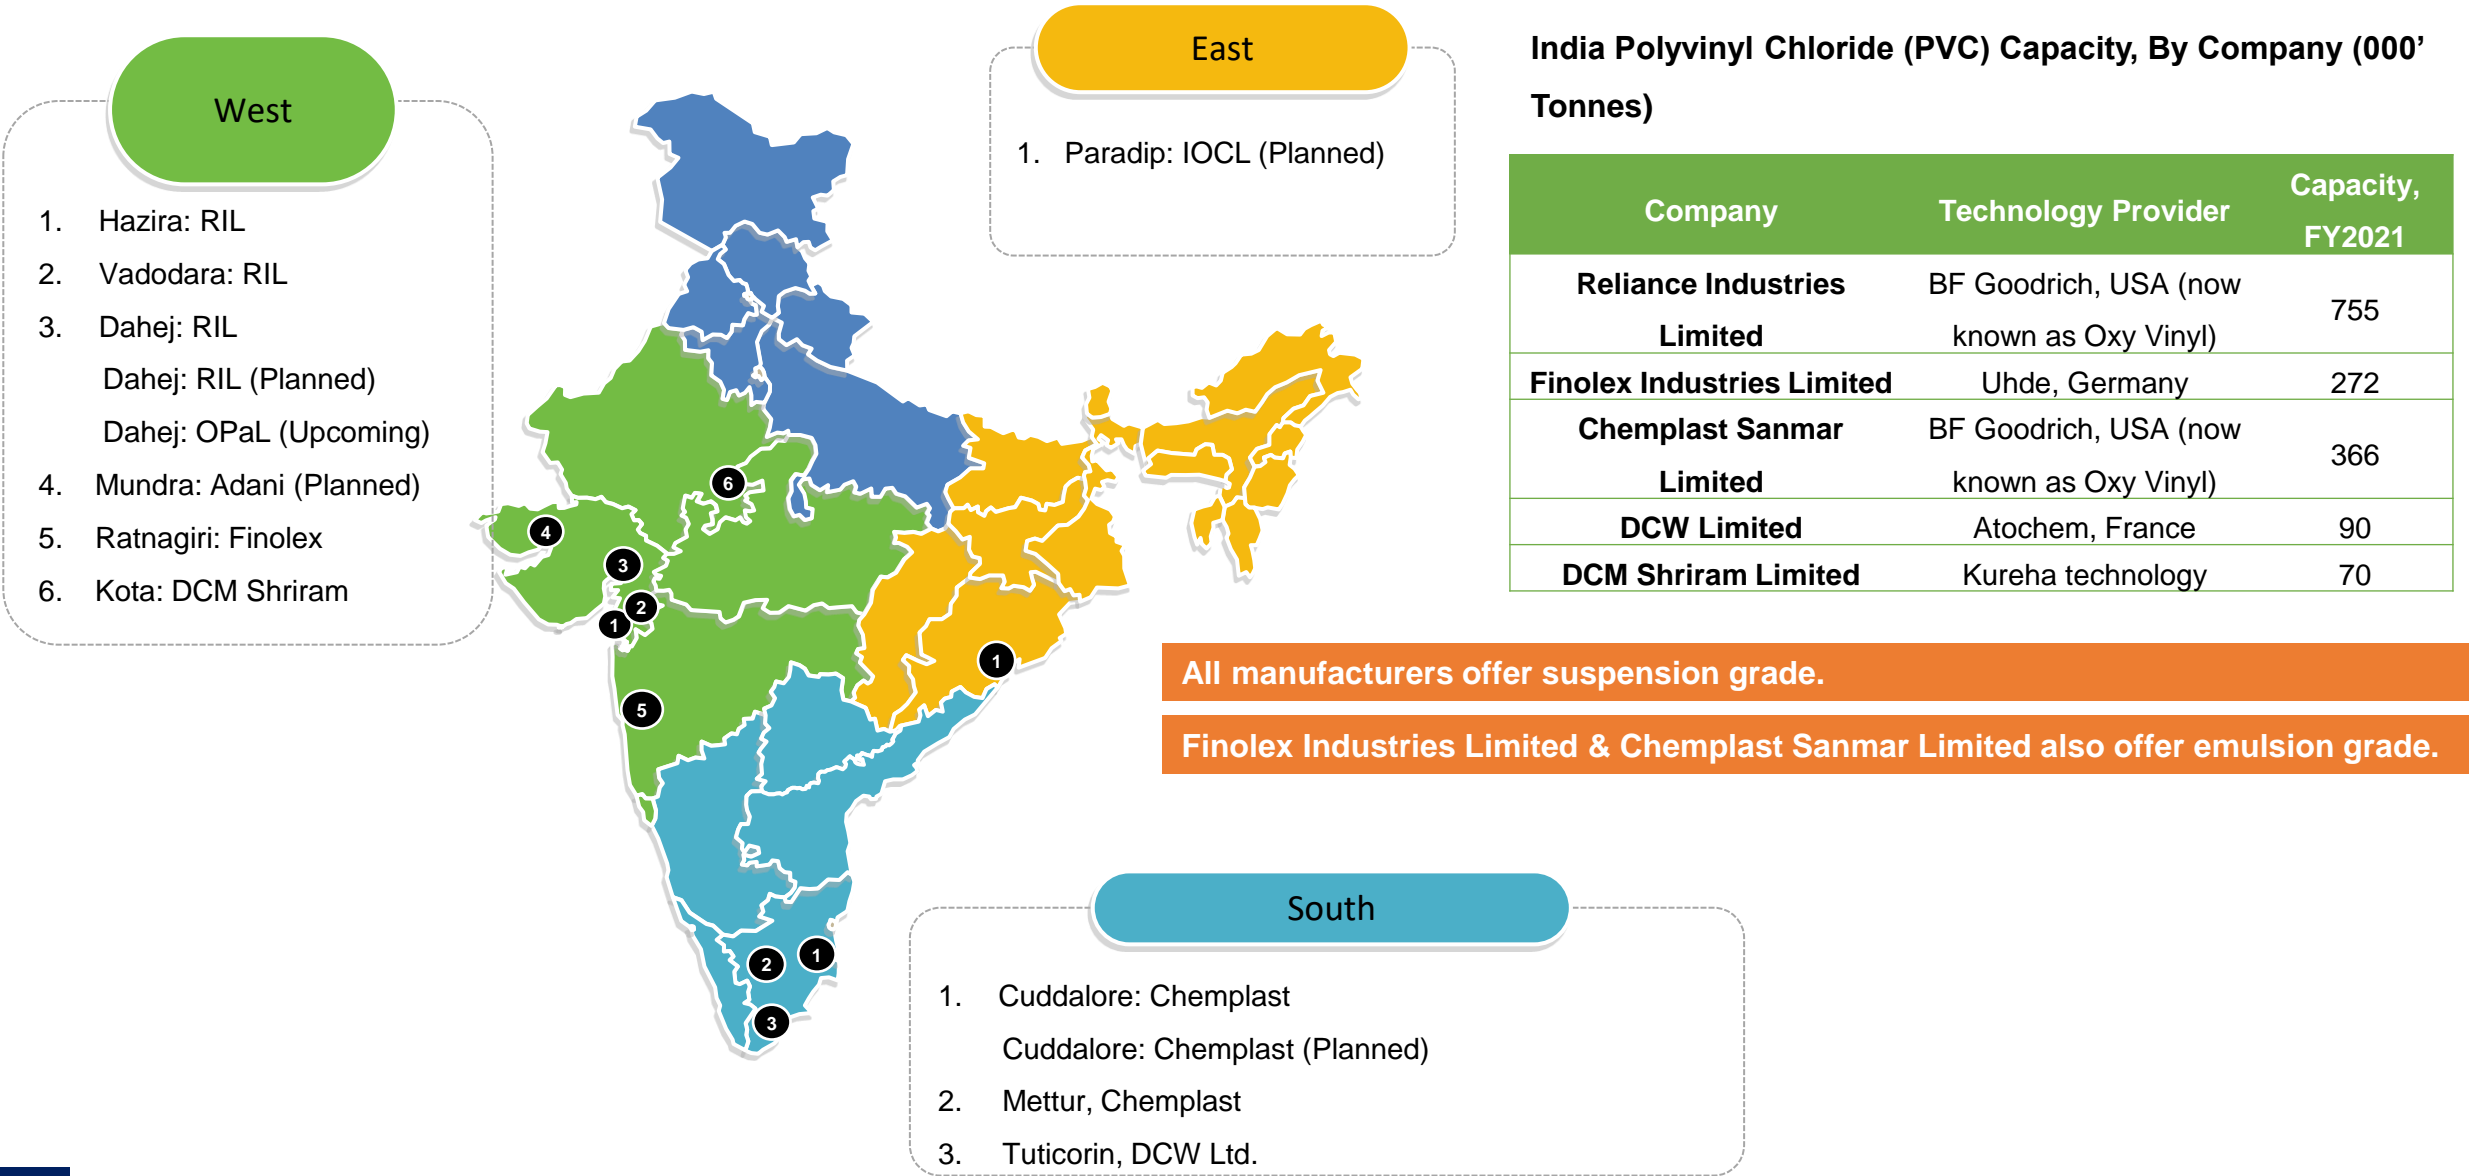 West
1. Hazira: RIL
2. Vadodara: RIL
3. Dahej: RIL
Dahej: RIL (Planned)
Dahej: OPaL (Upcoming)
4. Mundra: Adani (Planned)
5. Ratnagiri: Finolex
6. Kota: DCM Shriram
East
1. Paradip: IOCL (Planned)
India Polyvinyl Chloride (PVC) Capacity, By Company (000’
Tonnes)
Company Technology Provider Capacity,
FY2021
Reliance Industries BF Goodrich, USA (now
Limited known as Oxy Vinyl) 755
Finolex Industries Limited Uhde, Germany 272
Chemplast Sanmar BF Goodrich, USA (now
Limited known as Oxy Vinyl) 366
DCW Limited Atochem, France 90
DCM Shriram Limited Kureha technology 70
All manufacturers offer suspension grade.
Finolex Industries Limited & Chemplast Sanmar Limited also offer emulsion grade.
6
4
3
2
1
1
5
2
1
3
South
1. Cuddalore: Chemplast
Cuddalore: Chemplast (Planned)
2. Mettur, Chemplast
3. Tuticorin, DCW Ltd.